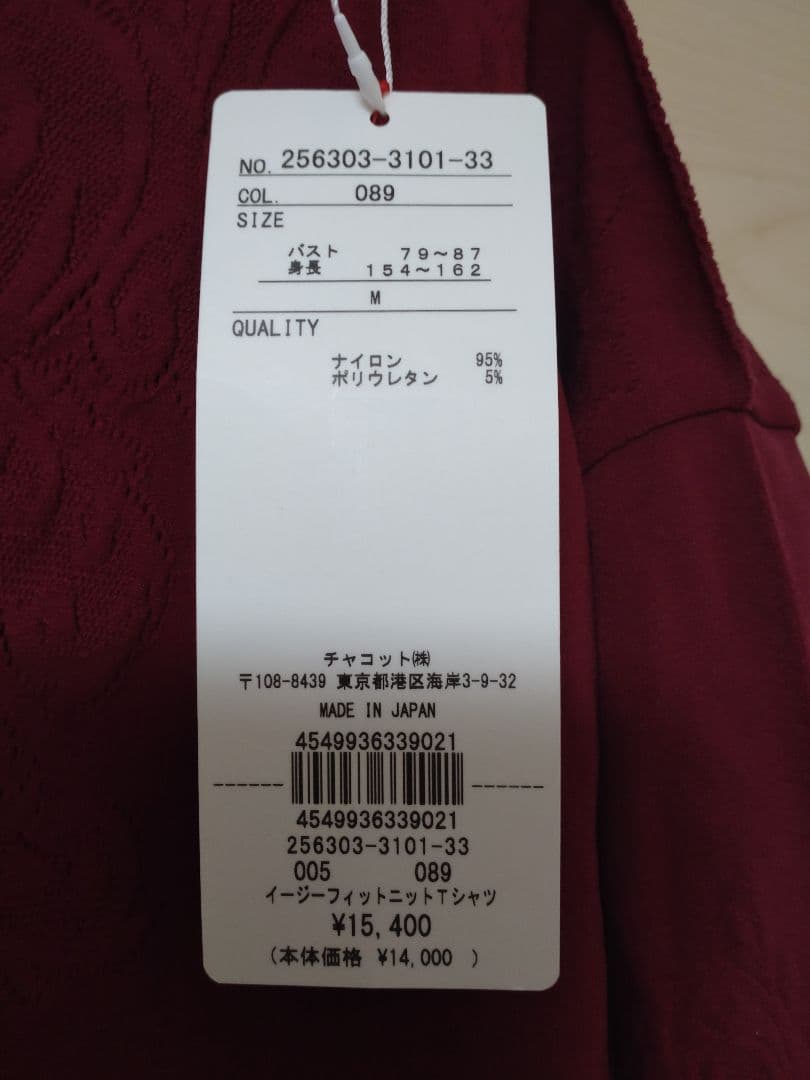 NO. 256303-3101-33
COL. 089
SIZE
バスト 79~87
身長 154~162
M
QUALITY
ナイロン 95%
ポリウレタン 5%
チャコット㈱
〒108-8439 東京都港区海岸3-9-32
MADE IN JAPAN
4549936339021
4549936339021
256303-3101-33
005 089
イージーフィットニットTシャツ
¥15,400
(本体価格 ¥14,000 )